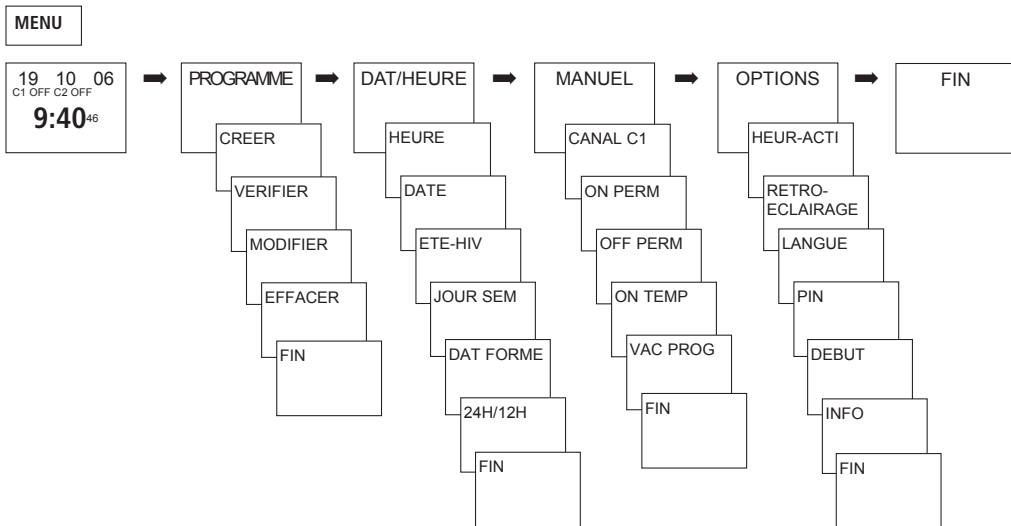 MENU
19 10 06
C1 OFF C2 OFF
9:40 46
PROGRAMME
CREER
VERIFIER
MODIFIER
EFFACER
FIN
DAT/HEURE
HEURE
DATE
ETE-HIV
JOUR SEM
DAT FORME
24H/12H
FIN
MANUEL
CANAL C1
ON PERM
OFF PERM
ON TEMP
VAC PROG
FIN
OPTIONS
HEUR-ACTI
RETRO-
ECLAIRAGE
LANGUE
PIN
DEBUT
INFO
FIN
FIN